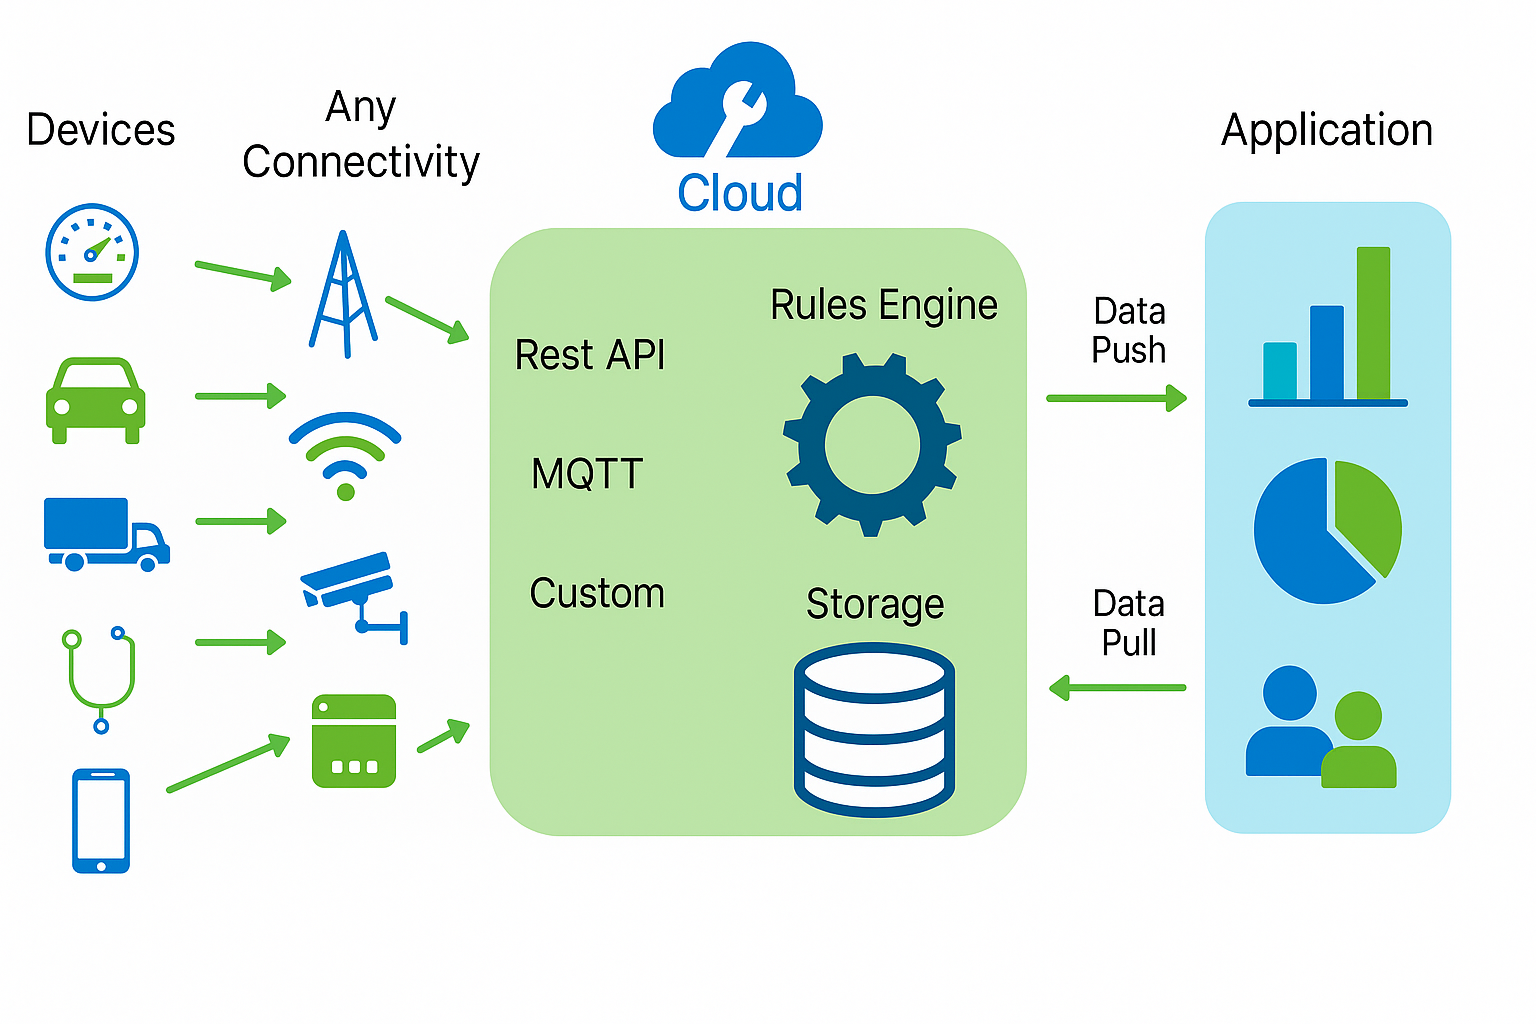 Devices
Any
Connectivity
Cloud
Application
Rest API
MQTT
Custom
Rules Engine
Storage
Data
Push
Data
Pull